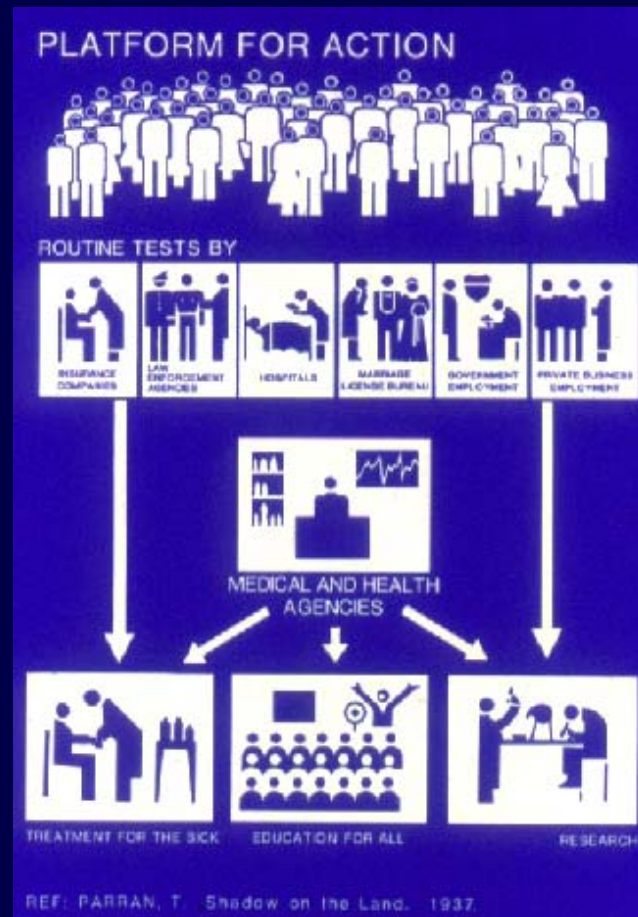 PLATFORM FOR ACTION
ROUTINE TESTS BY
INSURANCE
COMPANIES
LAW
ENFORCEMENT
AGENCIES
HOSPITALS
MARRIAGE
LICENSE BUREAU
GOVERNMENT
EMPLOYMENT
PRIVATE BUSINESS
EMPLOYMENT
MEDICAL AND HEALTH
AGENCIES
TREATMENT FOR THE SICK
EDUCATION FOR ALL
RESEARCH
REF: PARRAN, T. Shadow on the Land. 1937.